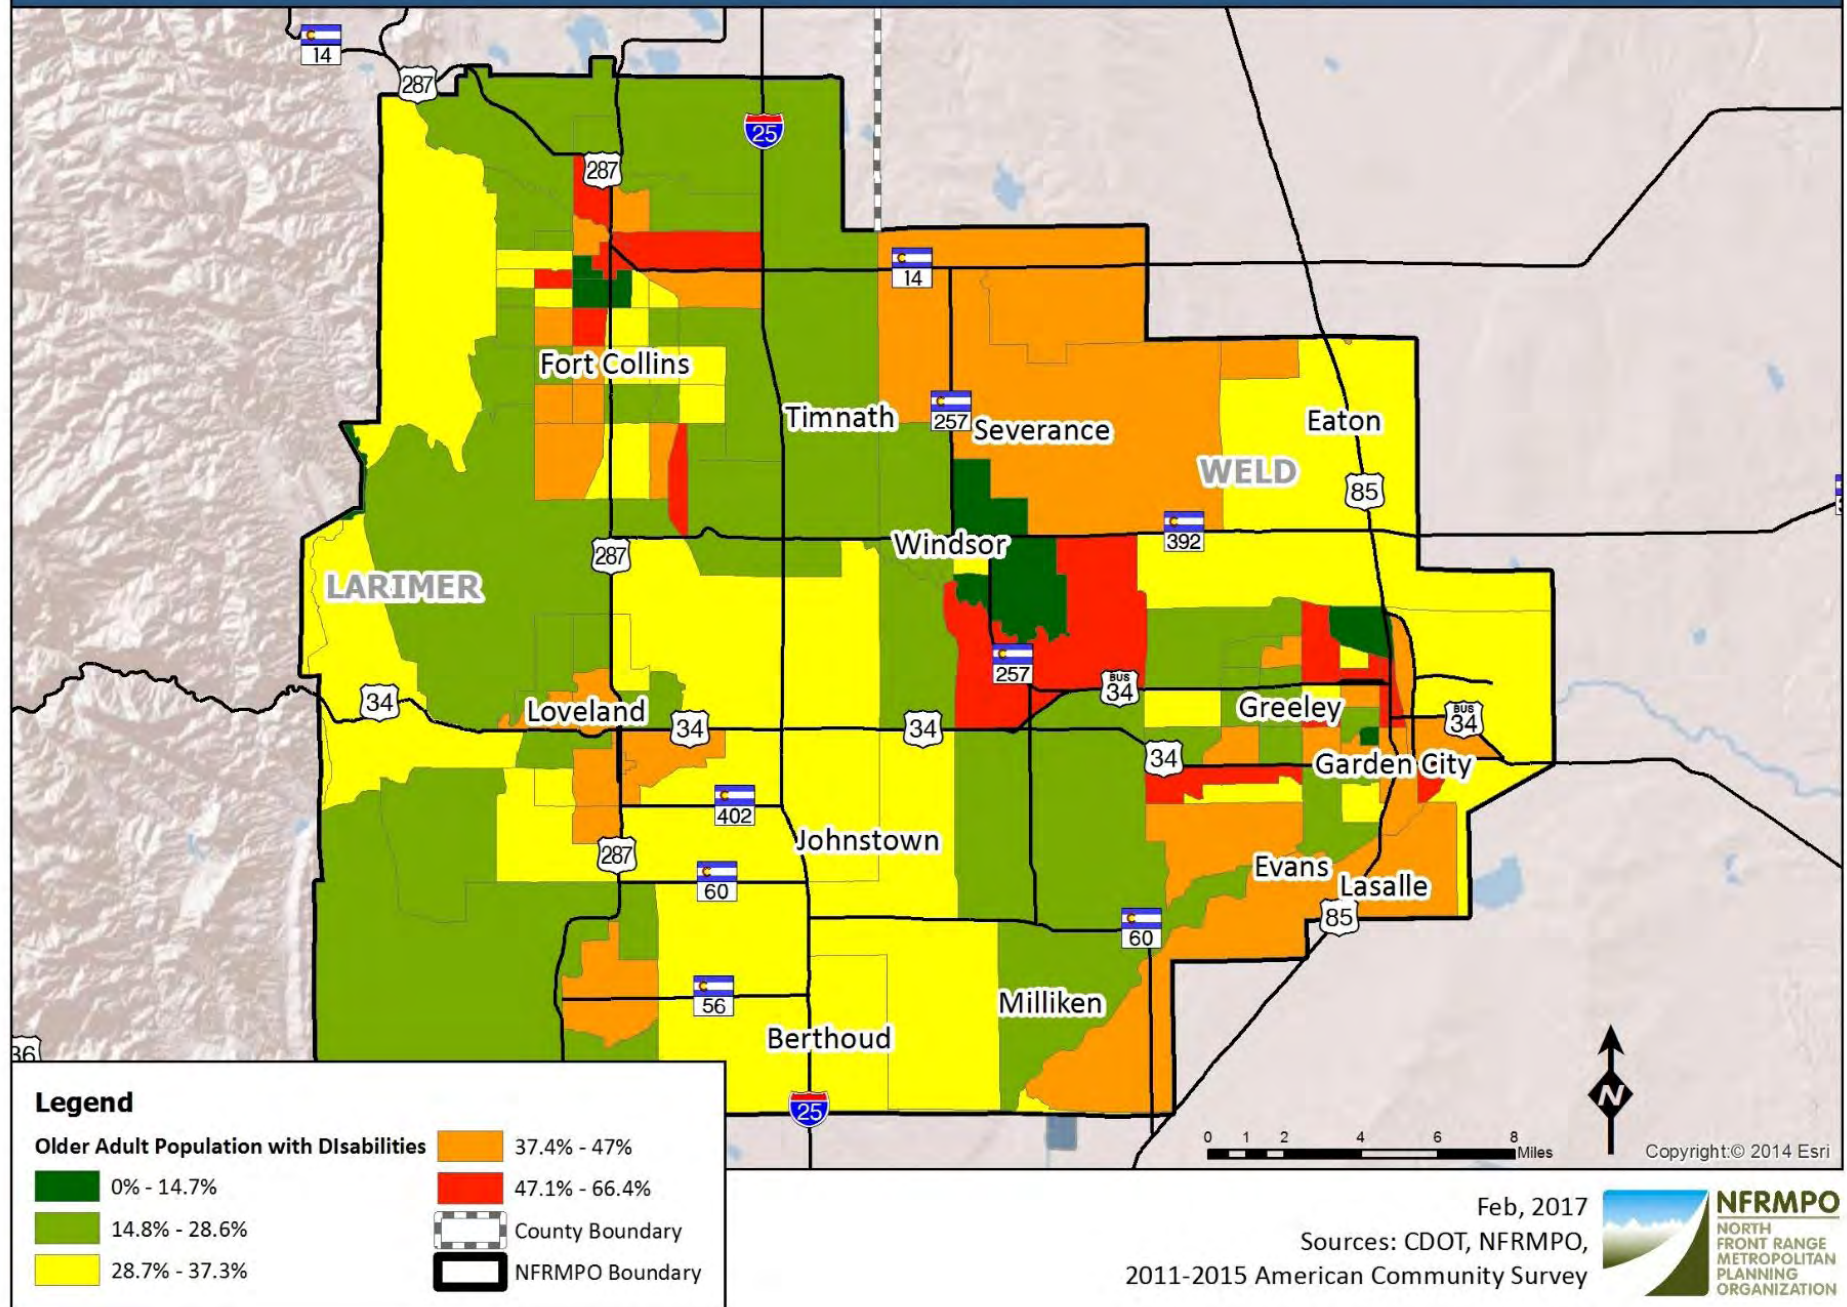 14
287
25
287
14
Fort Collins
Timnath
257
Severance
Eaton
WELD
85
392
Windsor
287
LARIMER
257
BUS
34
34
Loveland
34
34
Greeley
BUS
34
34
Garden City
402
Johnstown
287
60
Evans
Lasalle
85
60
56
Milliken
Berthoud
36
25
N
0 1 2 4 6 8
Miles
Copyright:© 2014 Esri
Legend
Older Adult Population with DIsabilities
0% - 14.7%
14.8% - 28.6%
28.7% - 37.3%
37.4% - 47%
47.1% - 66.4%
County Boundary
NFRMPO Boundary
Feb, 2017
Sources: CDOT, NFRMPO,
2011-2015 American Community Survey
NFRMPO
NORTH
FRONT RANGE
METROPOLITAN
PLANNING
ORGANIZATION